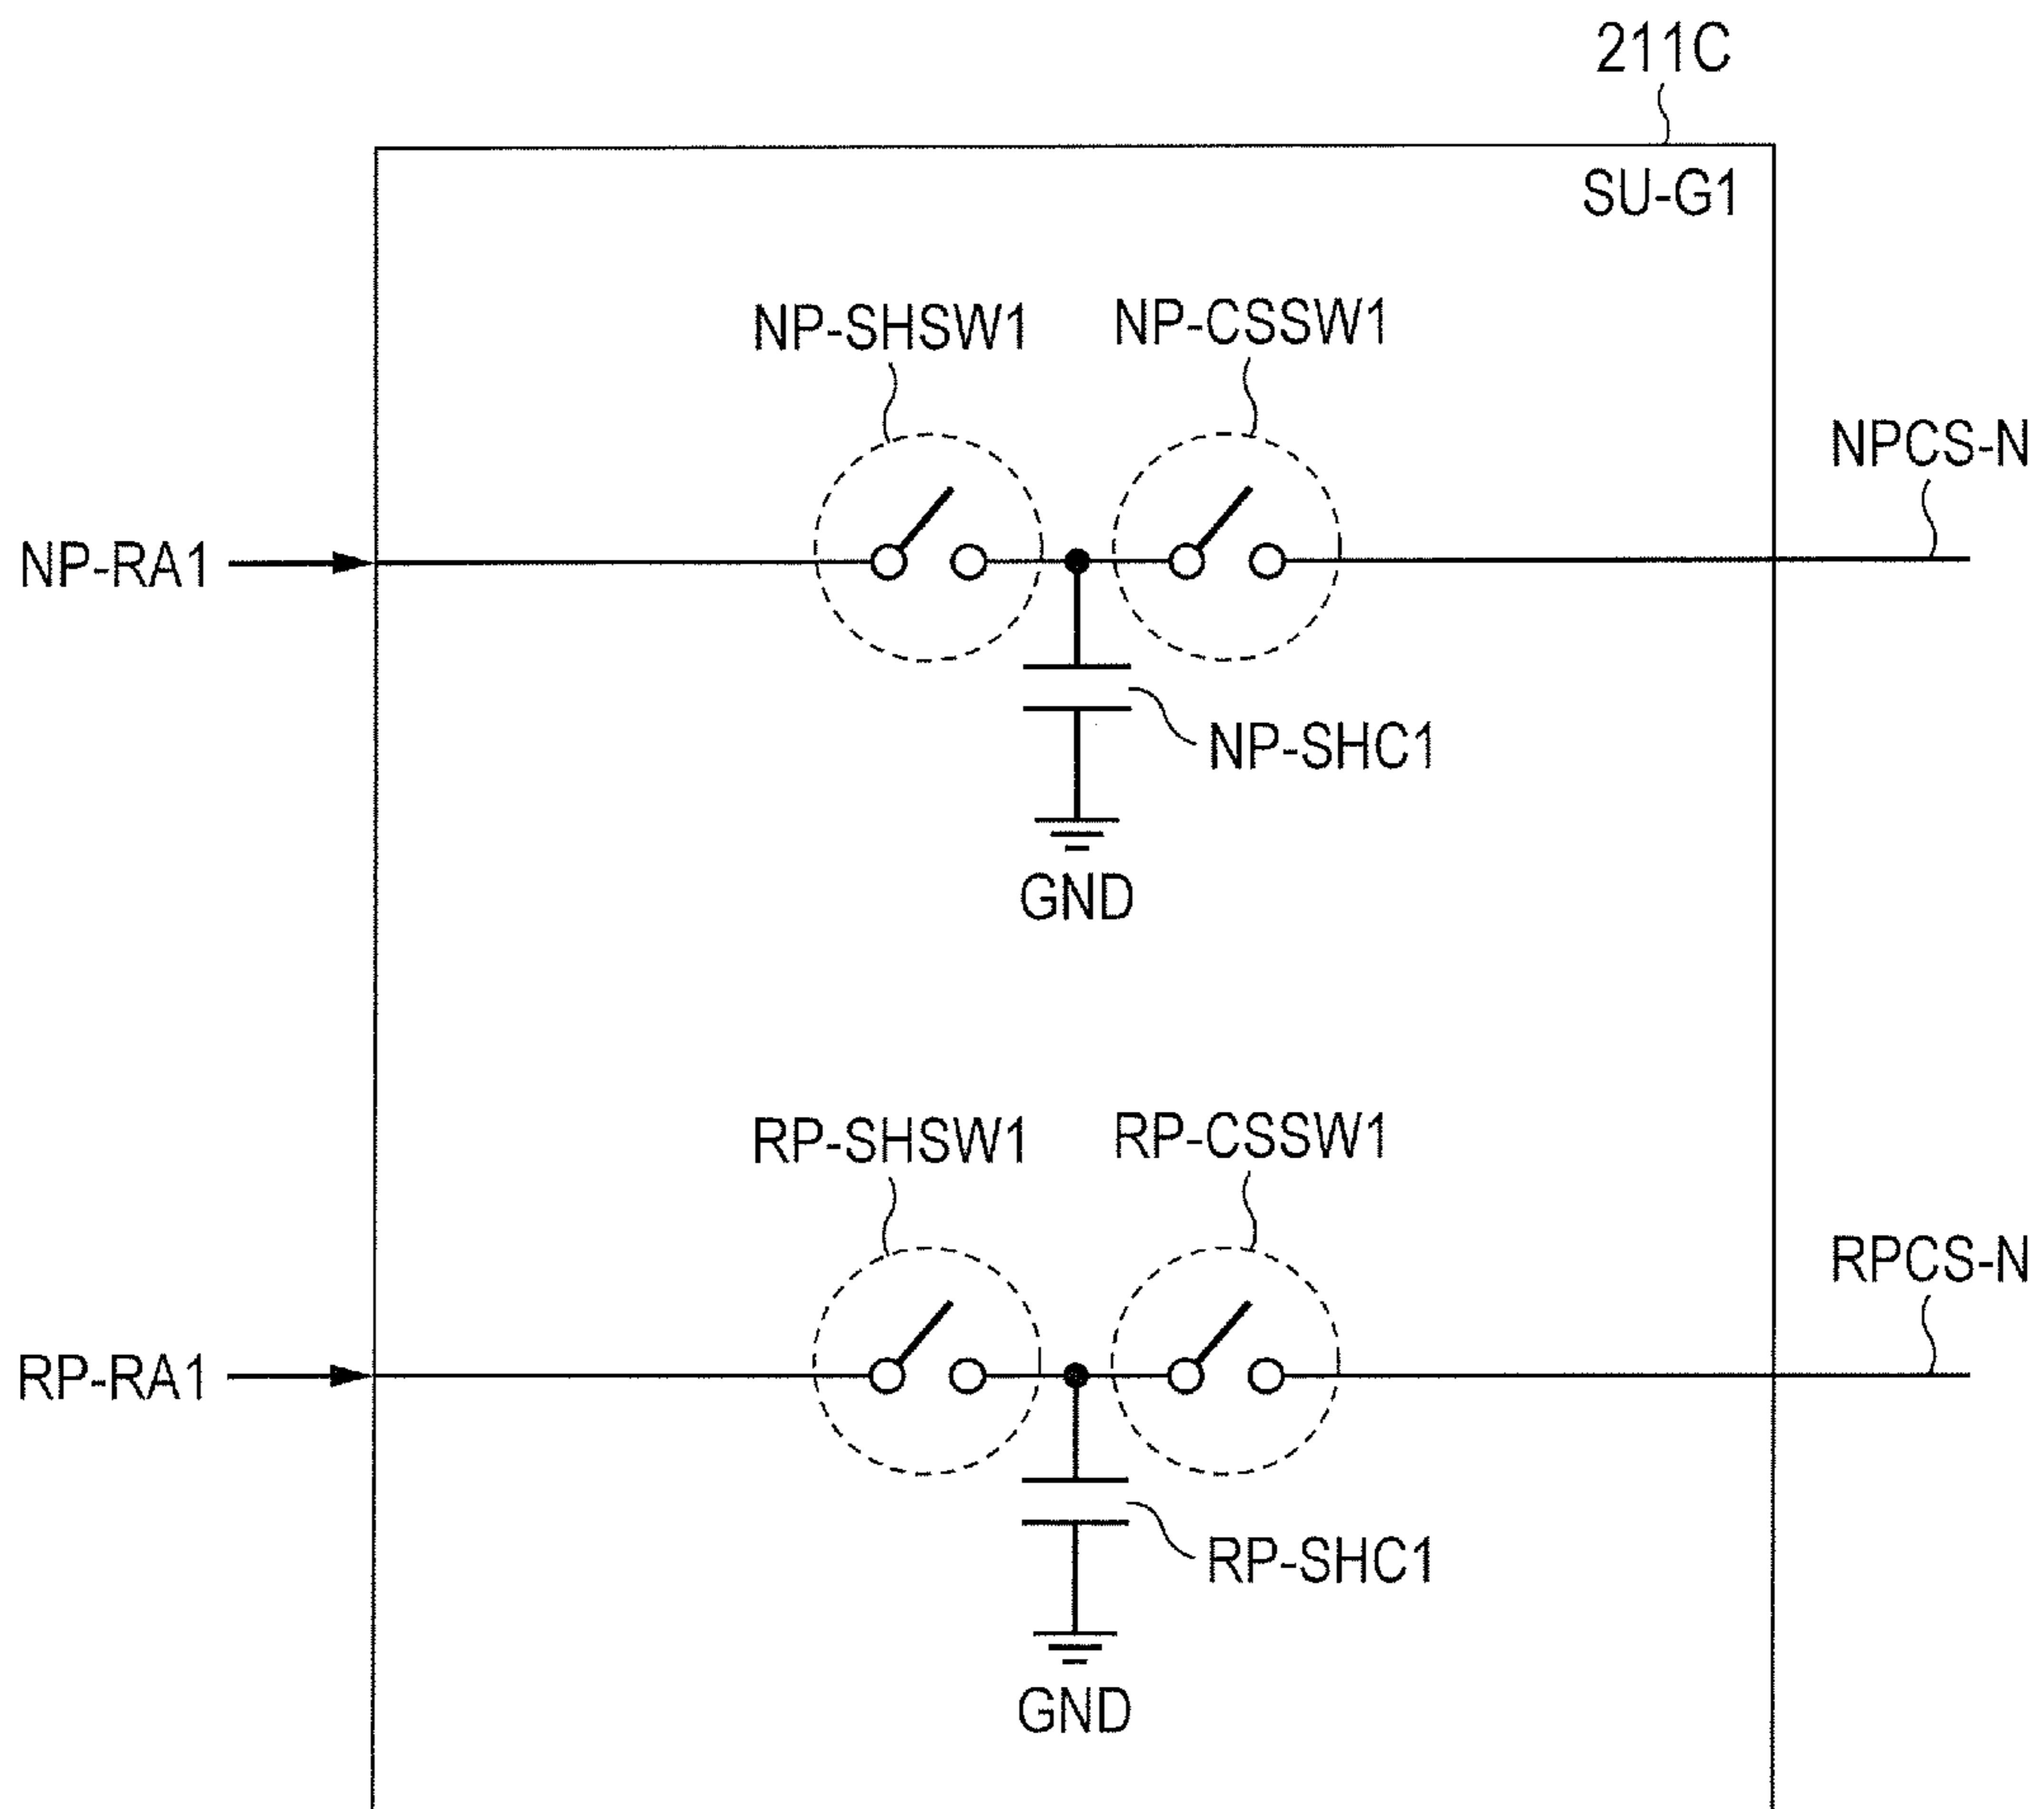 211C
SU-G1
NP-SHSW1
NP-CSSW1
NPCS-N
NP-RA1
NP-SHC1
GND
RP-SHSW1
RP-CSSW1
RPCS-N
RP-RA1
RP-SHC1
GND